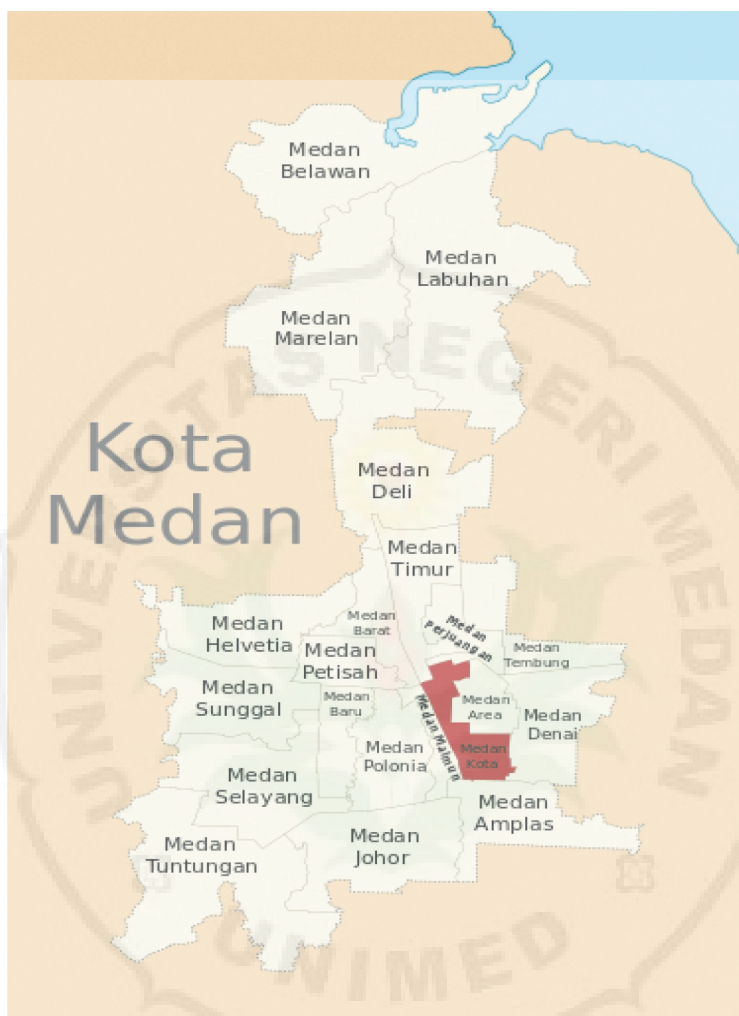 Medan
Belawan
Medan
Labuhan
Medan
Marelan
Kota
Medan
Medan
Deli
Medan
Timur
Medan
Helvetia
Medan
Barat
Medan
Perjuangan
Medan
Petisah
Medan
Tembung
Medan
Sunggal
Medan
Baru
Medan Maimun
Medan
Area
Medan
Denai
Medan
Polonia
Medan
Kota
Medan
Selayang
Medan
Amplas
Medan
Johor
Medan
Tuntungan
UNIVERSITAS NEGERI MEDAN
UNIMED